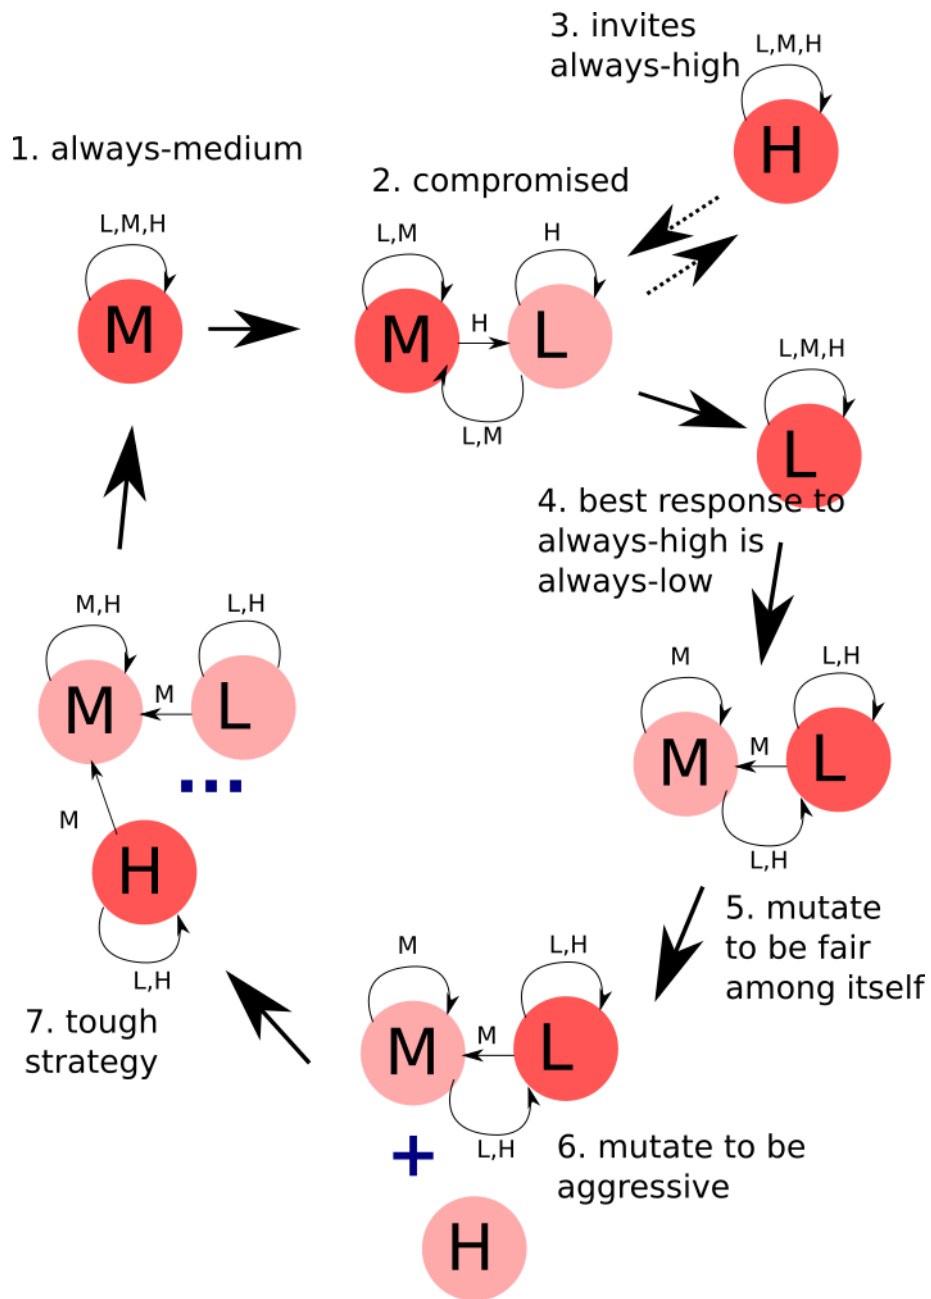 3. invites
always-high
L,M,H
H
1. always-medium
2. compromised
L,M,H
M
L,M
H
M
H
L
L,M
L,M,H
L
4. best response to
always-high is
always-low
M,H
L,H
M
M
L
M
H
L,H
7. tough
strategy
M
L,H
M
M
L
L,H
5. mutate
to be fair
among itself
M
L,H
M
M
L
L,H
+
6. mutate to be
aggressive
H
...